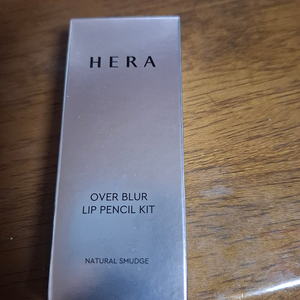 HERA
OVER BLUR
LIP PENCIL KIT
NATURAL SMUDGE